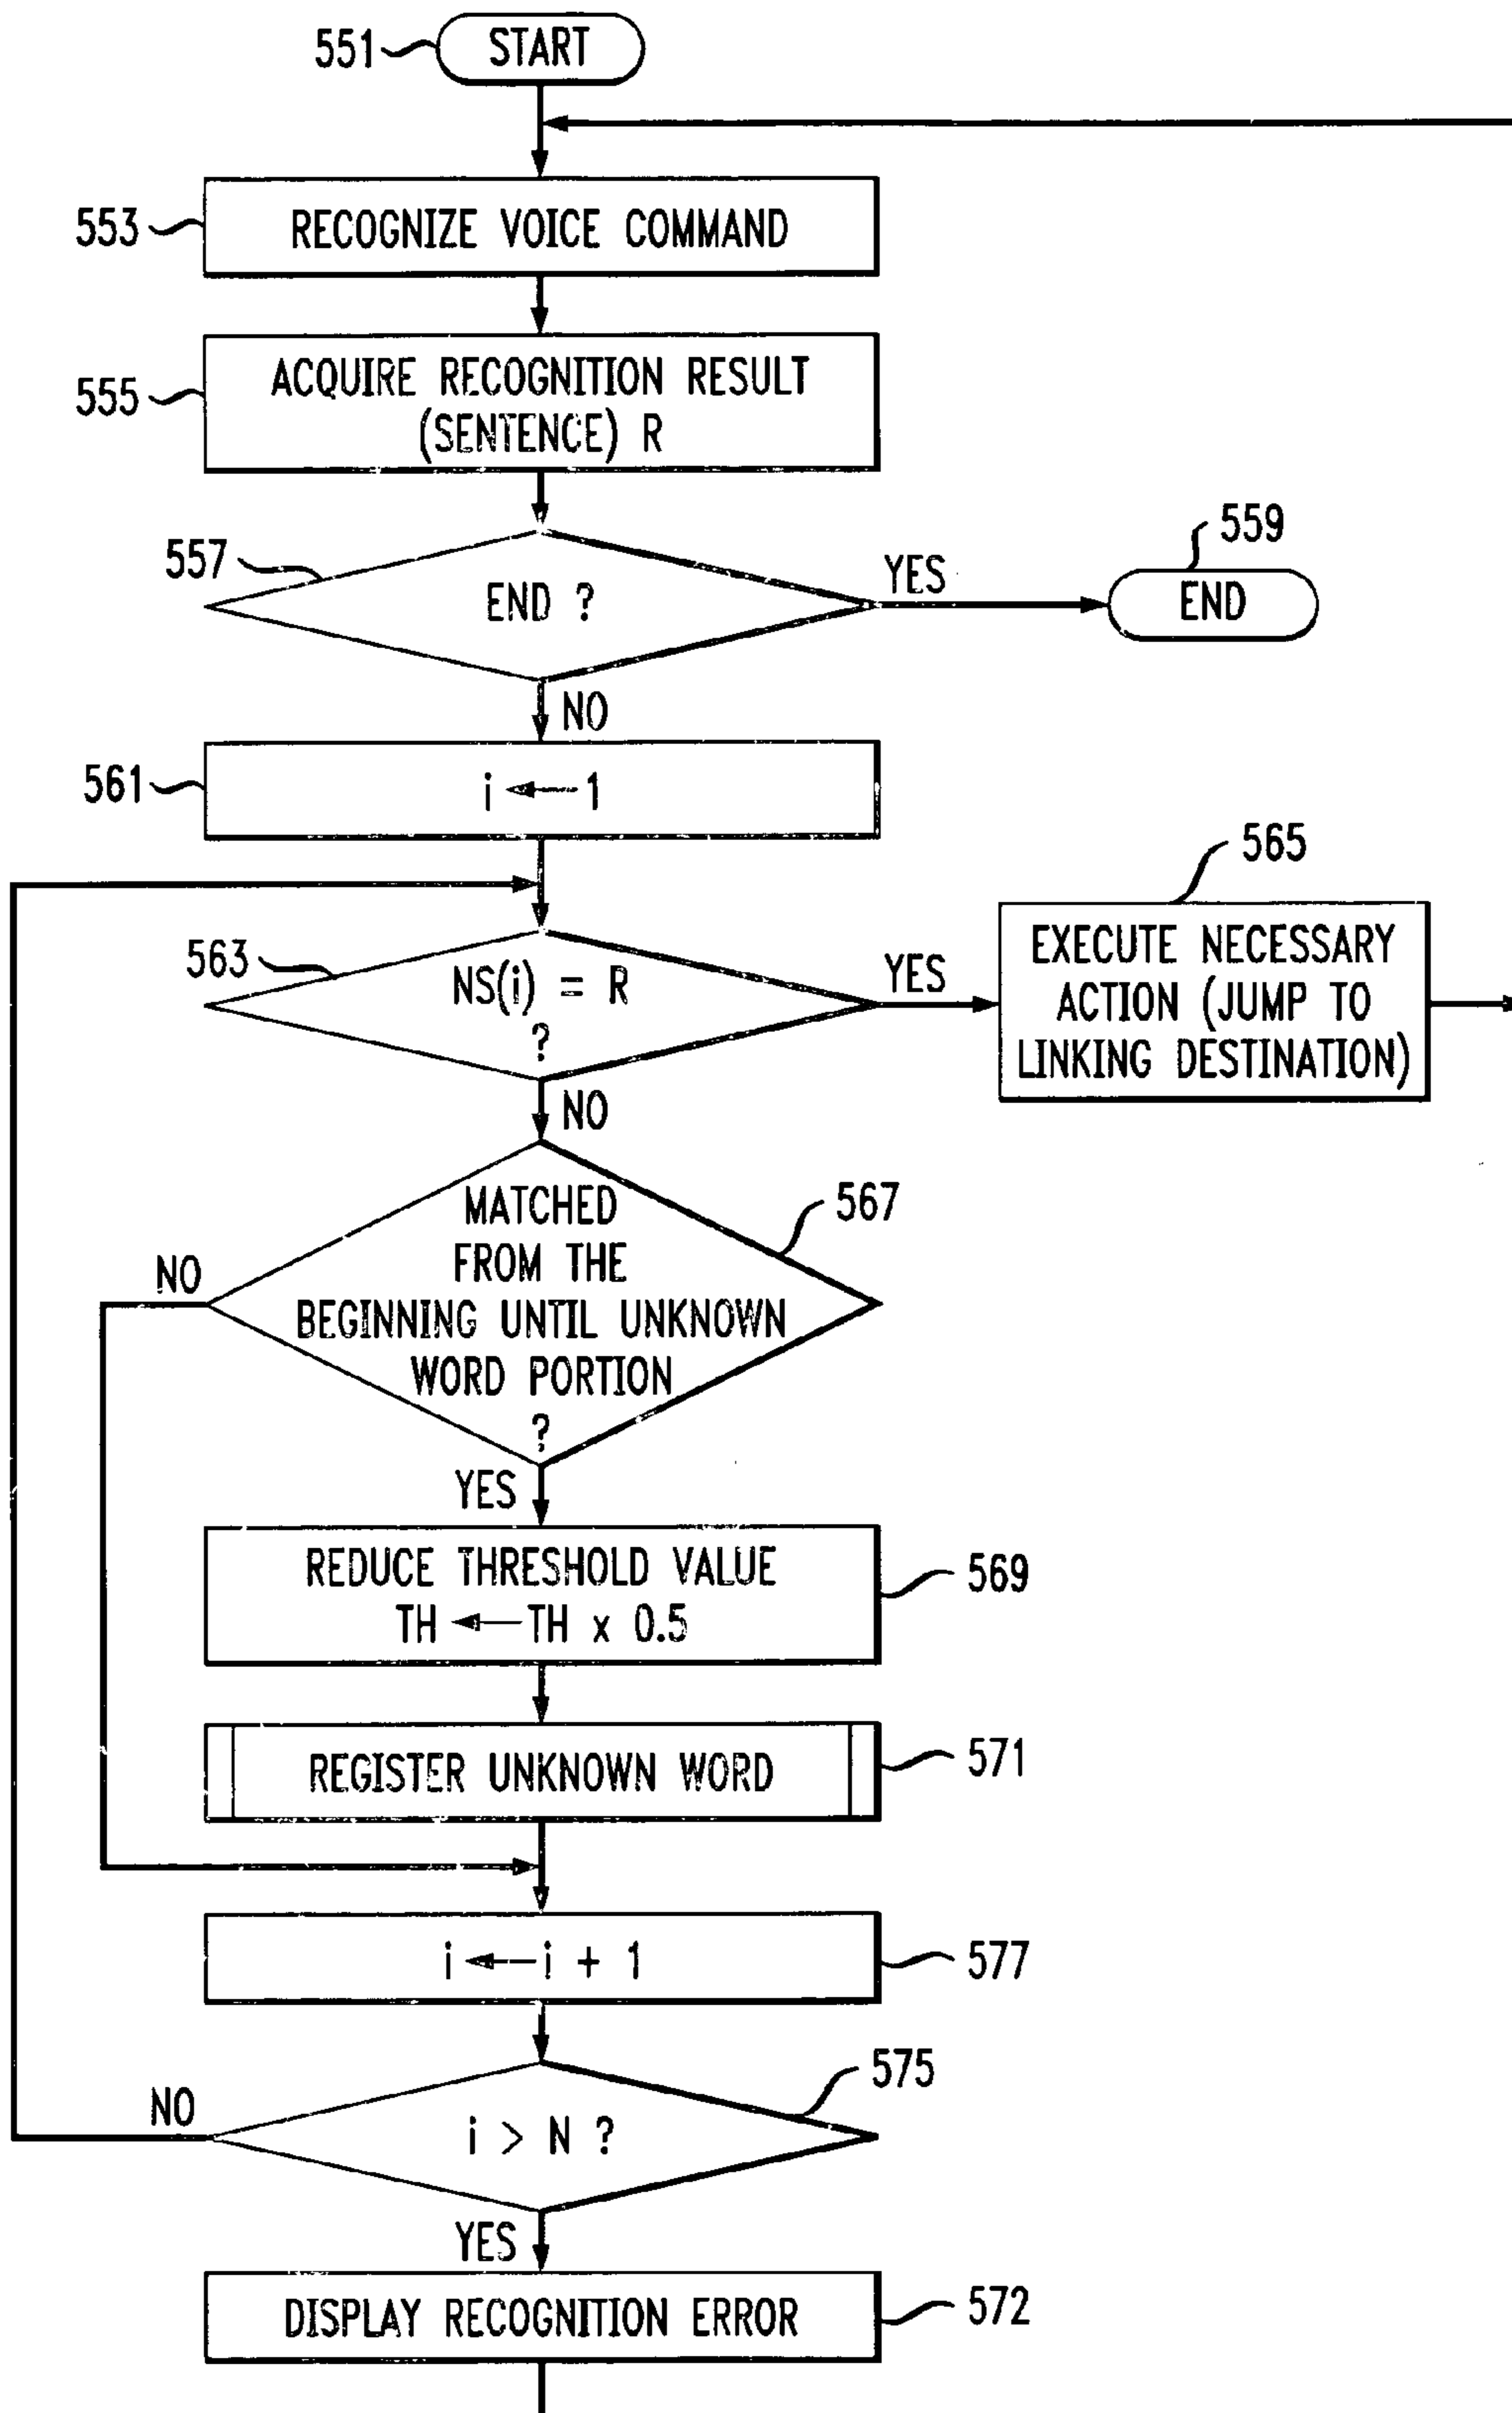 551
START
553
RECOGNIZE VOICE COMMAND
555
ACQUIRE RECOGNITION RESULT
(SENTENCE) R
557
END ?
YES
559
END
NO
561
i ← 1
563
NS(i) = R
?
YES
565
EXECUTE NECESSARY
ACTION (JUMP TO
LINKING DESTINATION)
NO
567
MATCHED
FROM THE
BEGINNING UNTIL UNKNOWN
WORD PORTION
?
NO
YES
REDUCE THRESHOLD VALUE
TH ← TH x 0.5
569
REGISTER UNKNOWN WORD
571
i ← i + 1
577
575
i > N ?
NO
YES
DISPLAY RECOGNITION ERROR
572